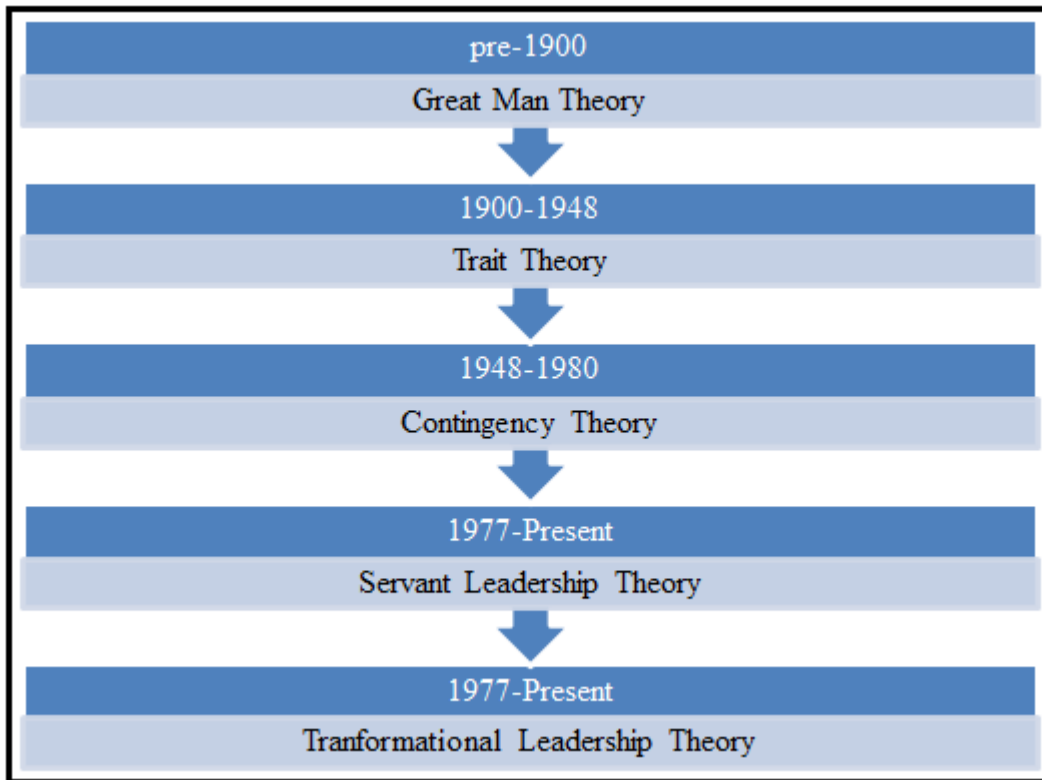 pre-1900
Great Man Theory
1900-1948
Trait Theory
1948-1980
Contingency Theory
1977-Present
Servant Leadership Theory
1977-Present
Tranformational Leadership Theory